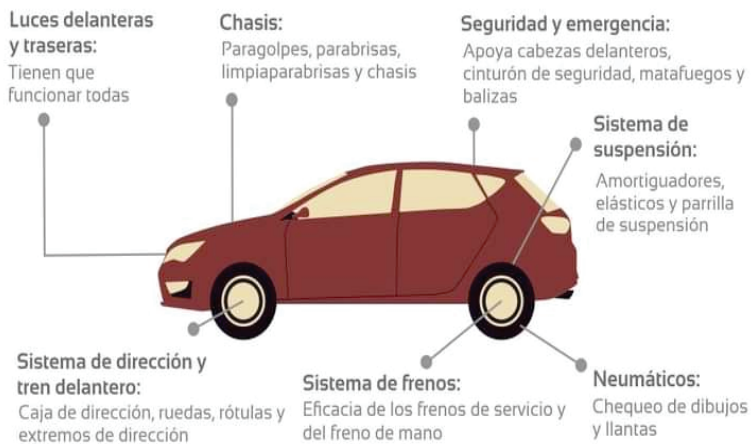 Luces delanteras
y traseras:
Tienen que
funcionar todas
Chasis:
Paragolpes, parabrisas,
limpiaparabrisas y chasis
Seguridad y emergencia:
Apoya cabezas delanteros,
cinturón de seguridad, matafuegos y
balizas
Sistema de
suspensión:
Amortiguadores,
elásticos y parrilla
de suspensión
Sistema de dirección y
tren delantero:
Caja de dirección, ruedas, rótulas y
extremos de dirección
Sistema de frenos:
Eficacia de los frenos de servicio y
del freno de mano
Neumáticos:
Chequeo de dibujos
y llantas